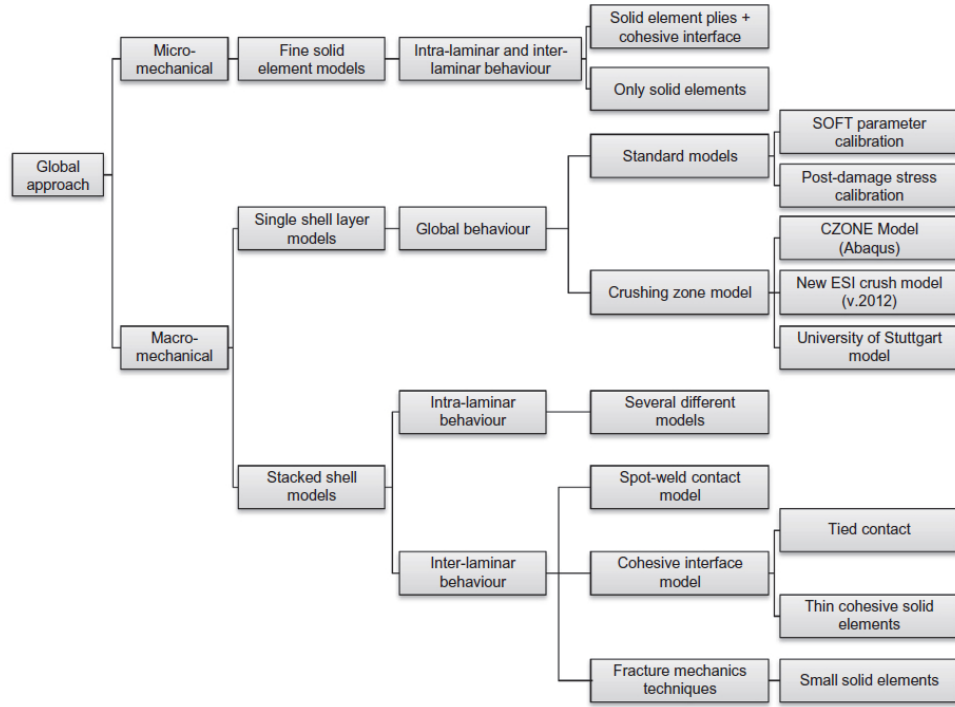 Micro-
mechanical
Fine solid
element models
Intra-laminar and inter-
laminar behaviour
Solid element plies +
cohesive interface
Only solid elements
Global
approach
Single shell layer
models
Global behaviour
Standard models
SOFT parameter
calibration
Post-damage stress
calibration
Crushing zone model
CZONE Model
(Abaqus)
New ESI crush model
(v.2012)
University of Stuttgart
model
Macro-
mechanical
Stacked shell
models
Intra-laminar
behaviour
Several different
models
Inter-laminar
behaviour
Spot-weld contact
model
Cohesive interface
model
Tied contact
Thin cohesive solid
elements
Fracture mechanics
techniques
Small solid elements